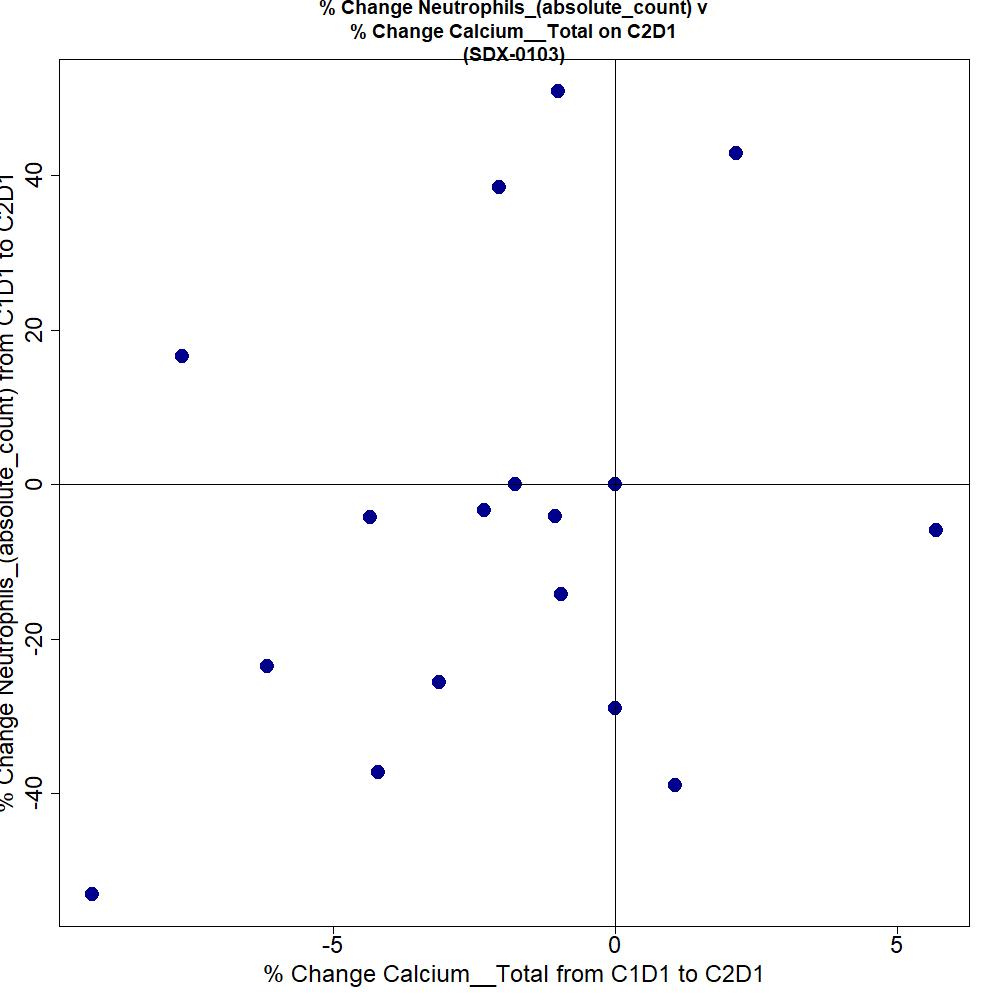 % Change Neutrophils_(absolute_count) v
% Change Calcium__Total on C2D1
(SDX-0103)
% Change Neutrophils_(absolute_count) from C1D1 to C2D1
40
20
0
-20
-40
-5
0
5
% Change Calcium__Total from C1D1 to C2D1